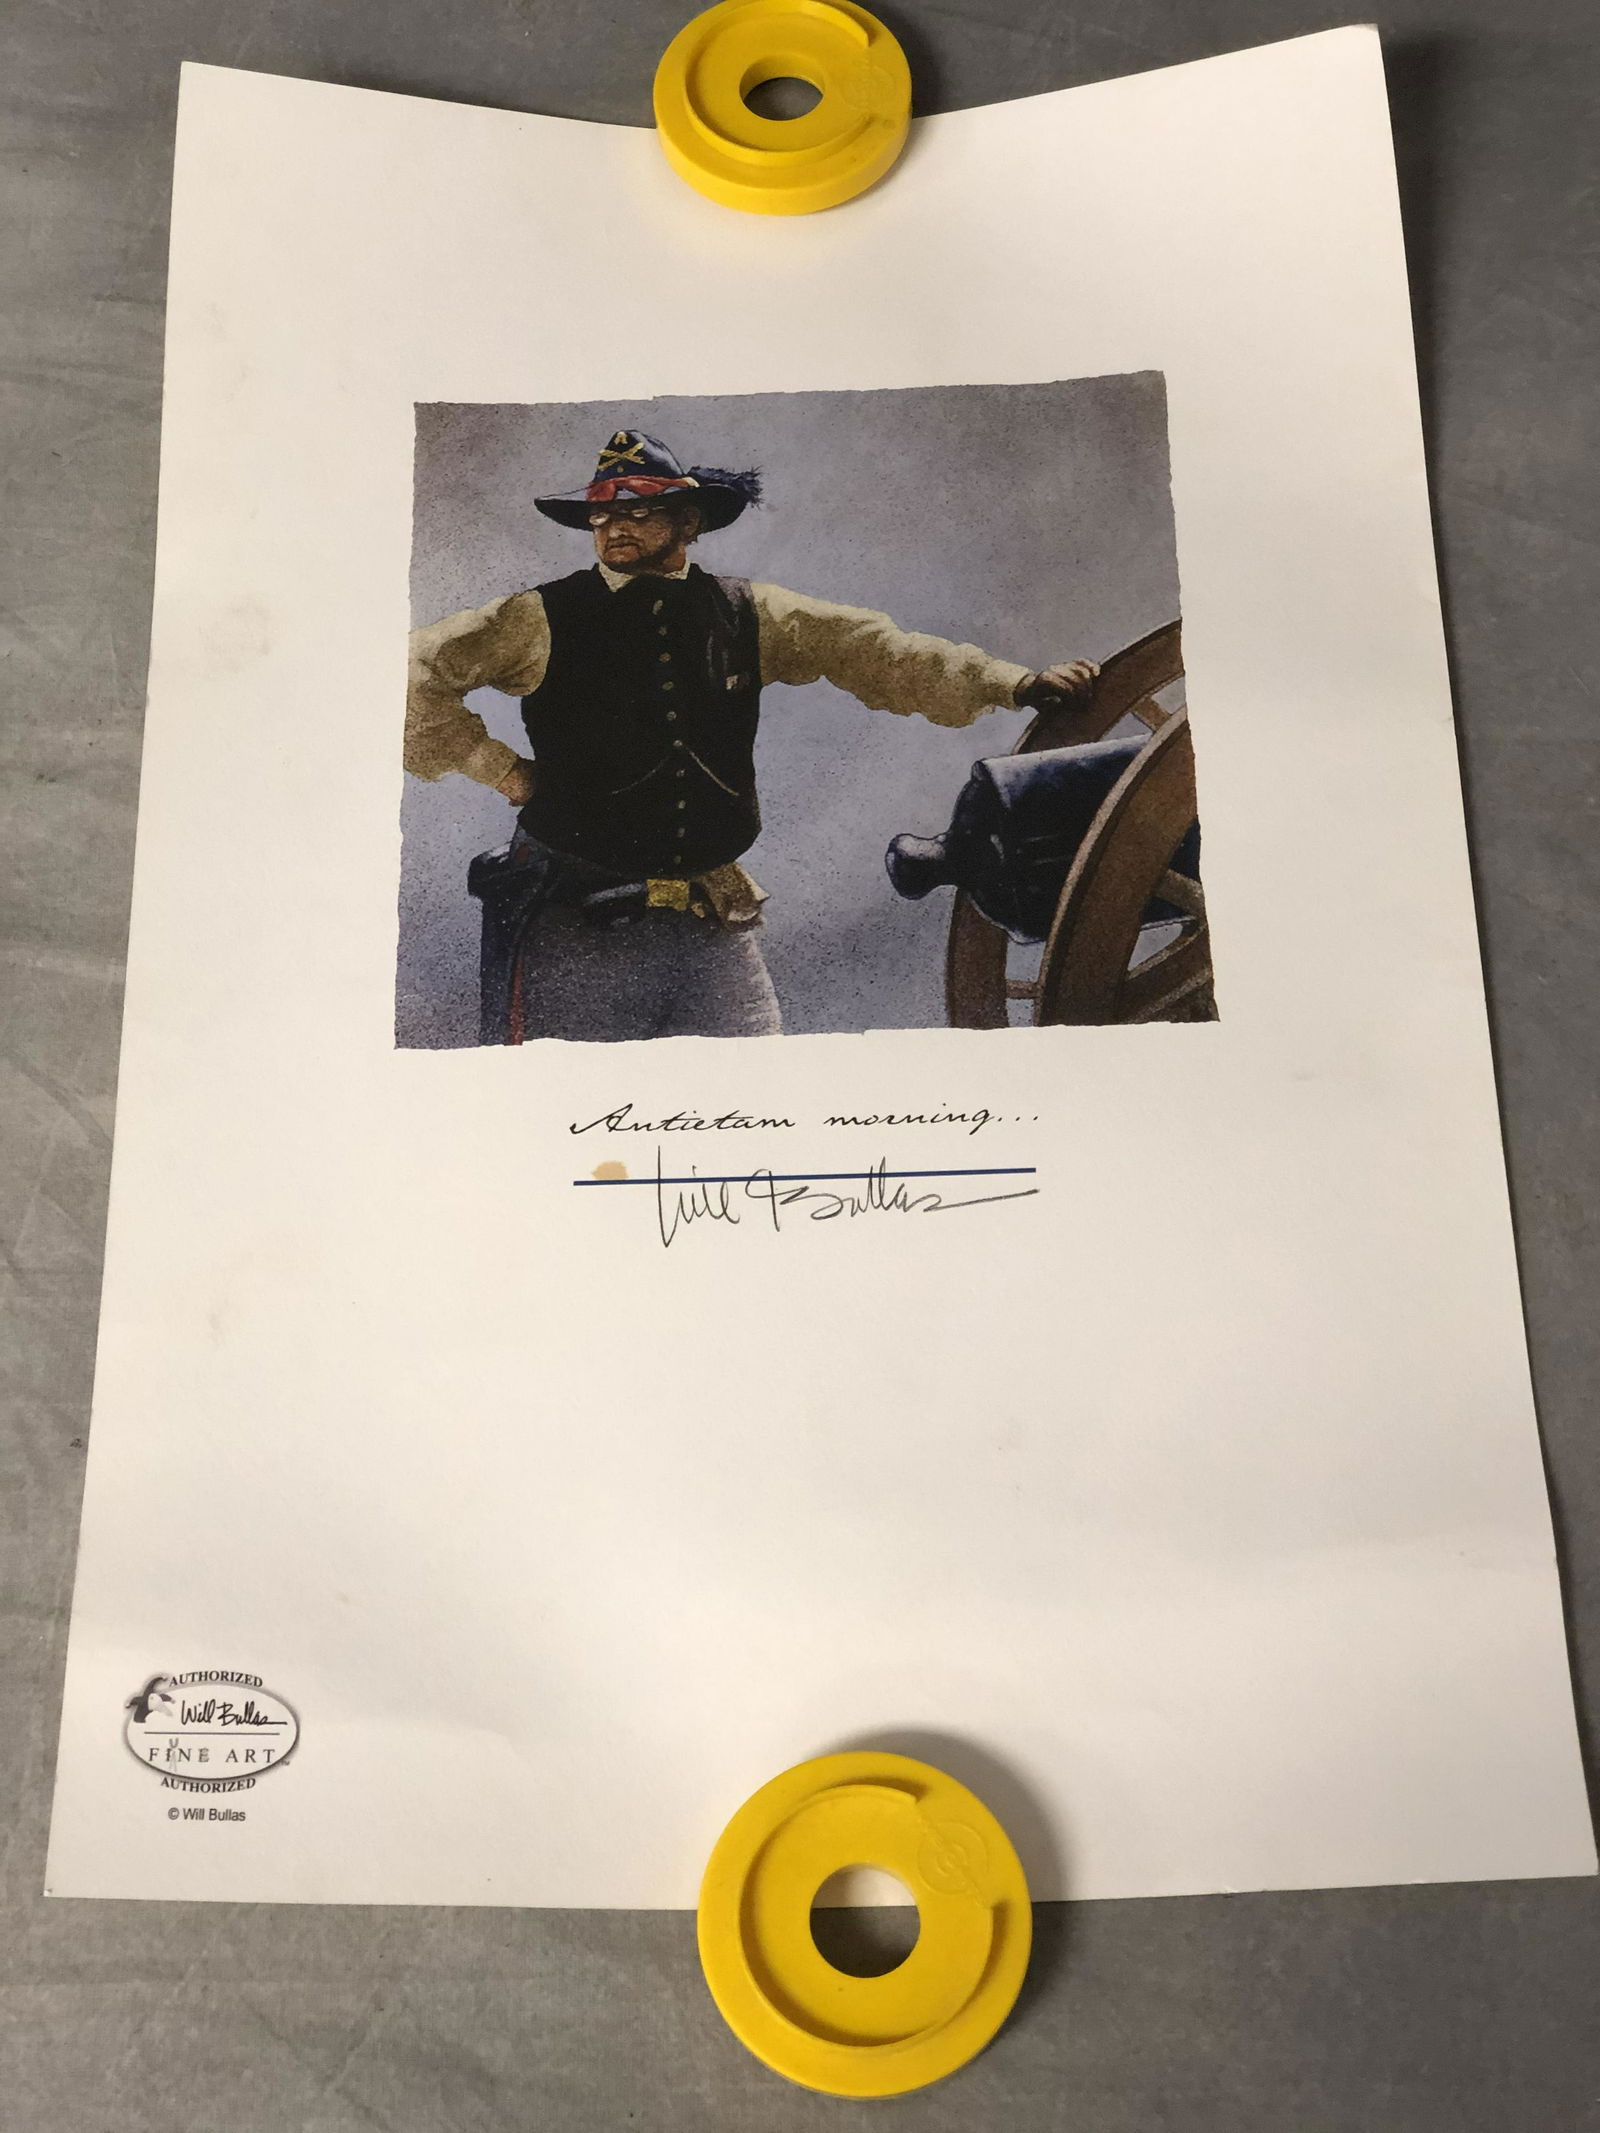 A
Antietam morning...
Will Bullas
AUTHORIZED
Will Bullas
FINE ART
AUTHORIZED
© Will Bullas